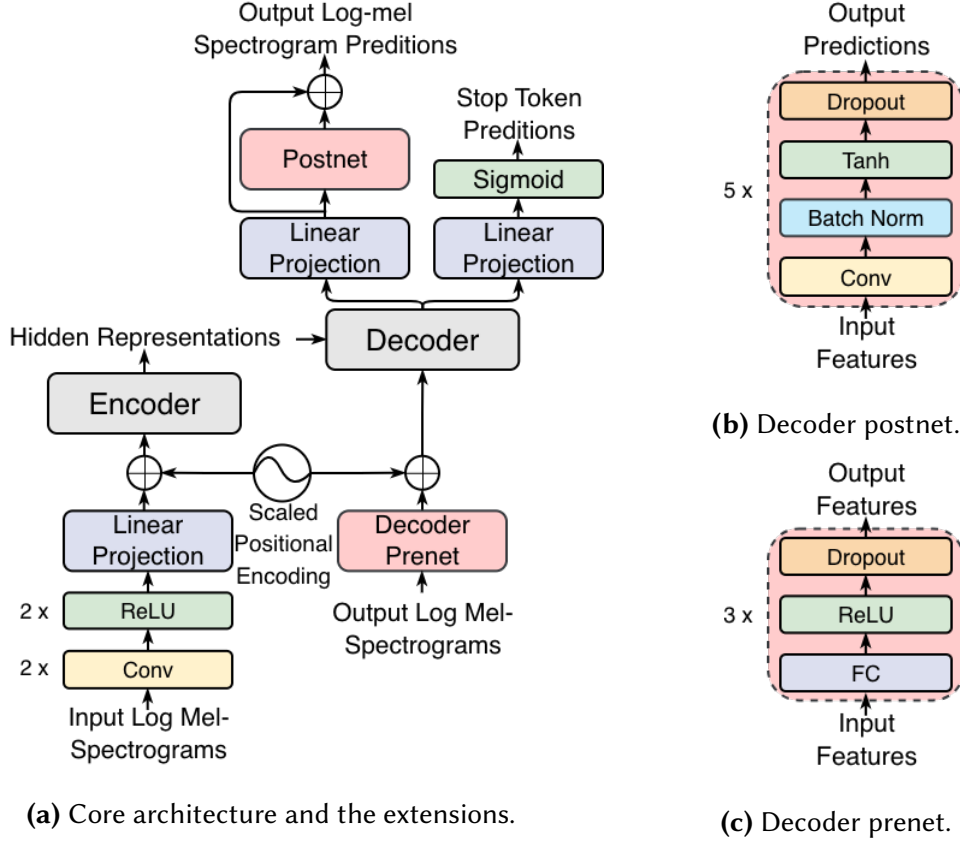 Output Log-mel
Spectrogram Preditions
Stop Token
Preditions
Postnet
Sigmoid
Linear
Projection
Linear
Projection
Hidden Representations
Decoder
Encoder
Linear
Projection
Scaled
Positional
Encoding
Decoder
Prenet
2 x
ReLU
2 x
Conv
Output Log Mel-
Spectrograms
Input Log Mel-
Spectrograms
(a) Core architecture and the extensions.
Output
Predictions
Dropout
Tanh
5 x
Batch Norm
Conv
Input
Features
(b) Decoder postnet.
Output
Features
Dropout
3 x
ReLU
FC
Input
Features
(c) Decoder prenet.